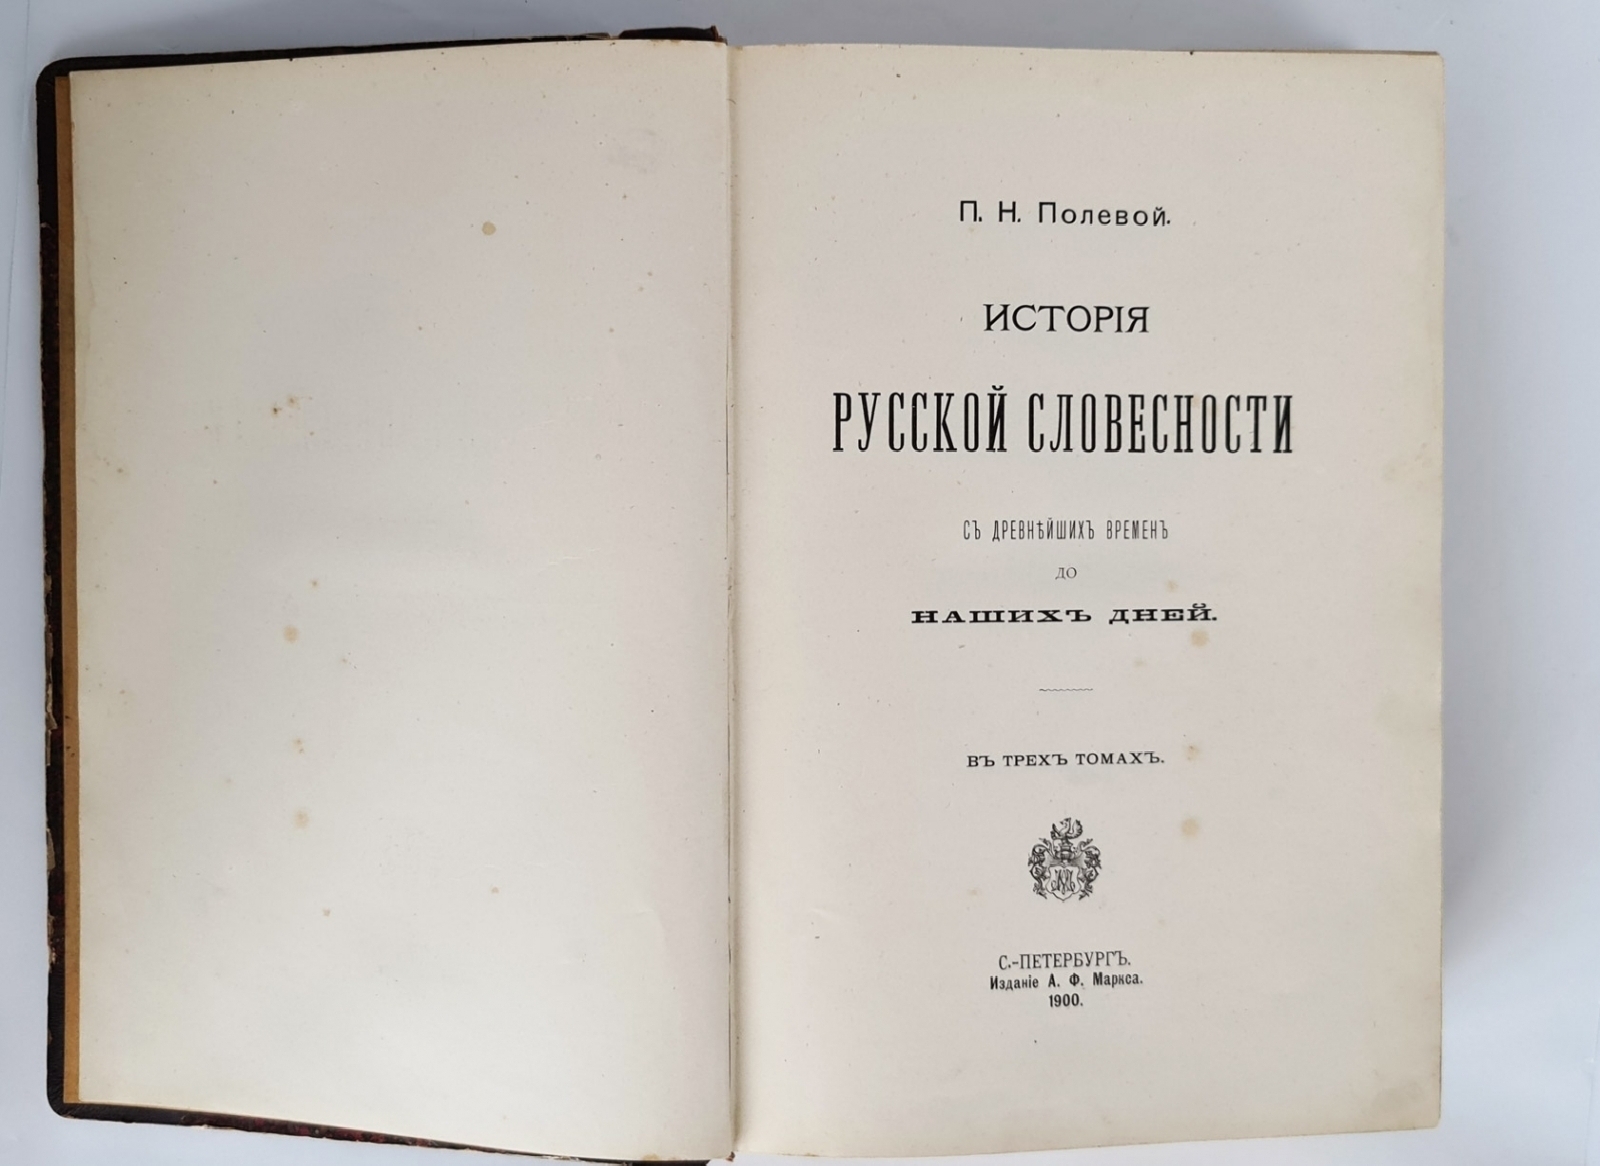 П. Н. Полевой.
ИСТОРІЯ
РУССКОЙ СЛОВЕСНОСТИ
СЪ ДРЕВНѢЙШИХЪ ВРЕМЕНЪ
ДО
НАШИХЪ ДНЕЙ.
ВЪ ТРЕХЪ ТОМАХЪ.
С.-ПЕТЕРБУРГЪ.
Изданіе А. Ф. Маркса.
1900.